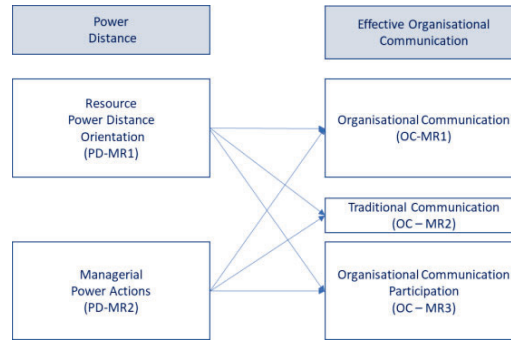 Power
Distance
Effective Organisational
Communication
Resource
Power Distance
Orientation
(PD-MR1)
Organisational Communication
(OC-MR1)
Traditional Communication
(OC – MR2)
Managerial
Power Actions
(PD-MR2)
Organisational Communication
Participation
(OC – MR3)